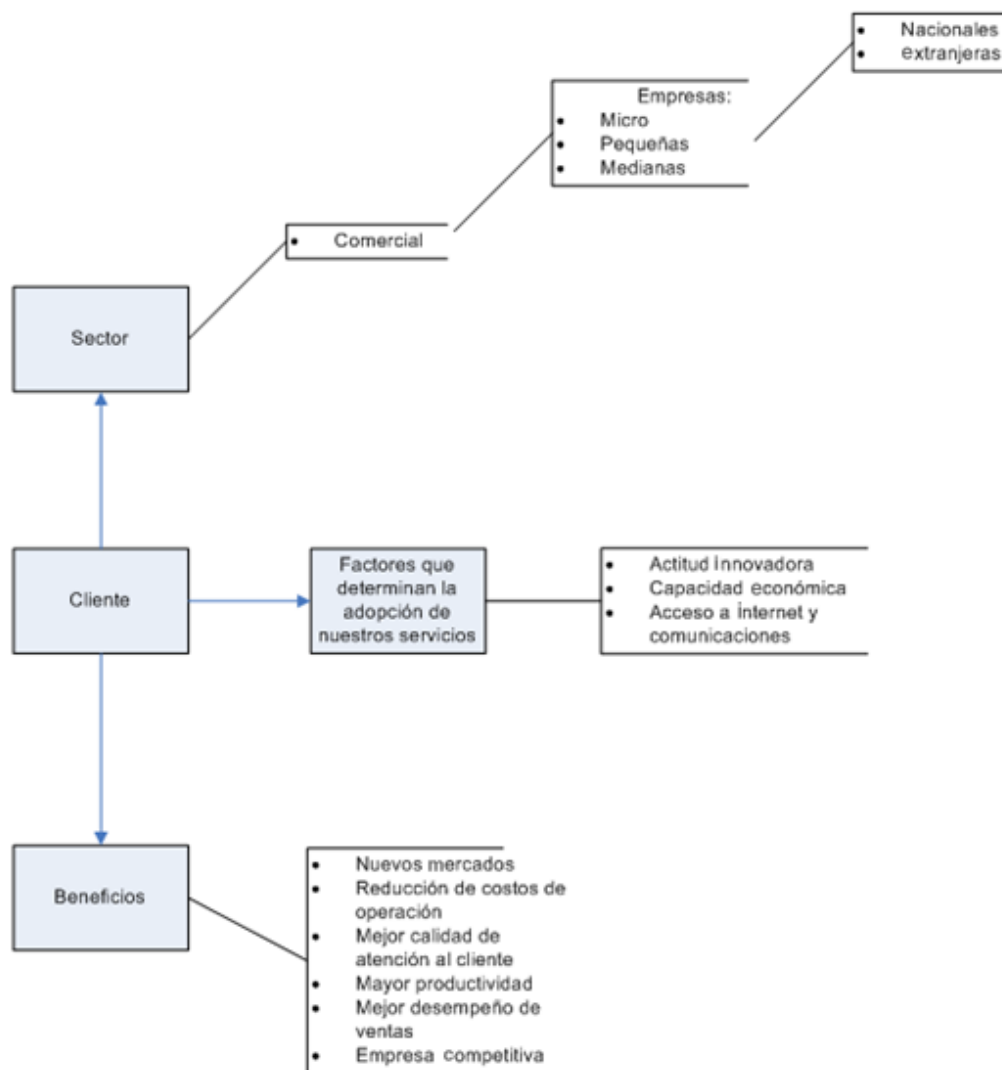 Nacionales
extranjeras
Empresas:
Micro
Pequeñas
Medianas
Comercial
Sector
Cliente
Factores que
determinan la
adopción de
nuestros servicios
Actitud innovadora
Capacidad económica
Acceso a internet y
comunicaciones
Beneficios
Nuevos mercados
Reducción de costos de
operación
Mejor calidad de
atención al cliente
Mayor productividad
Mejor desempeño de
ventas
Empresa competitiva